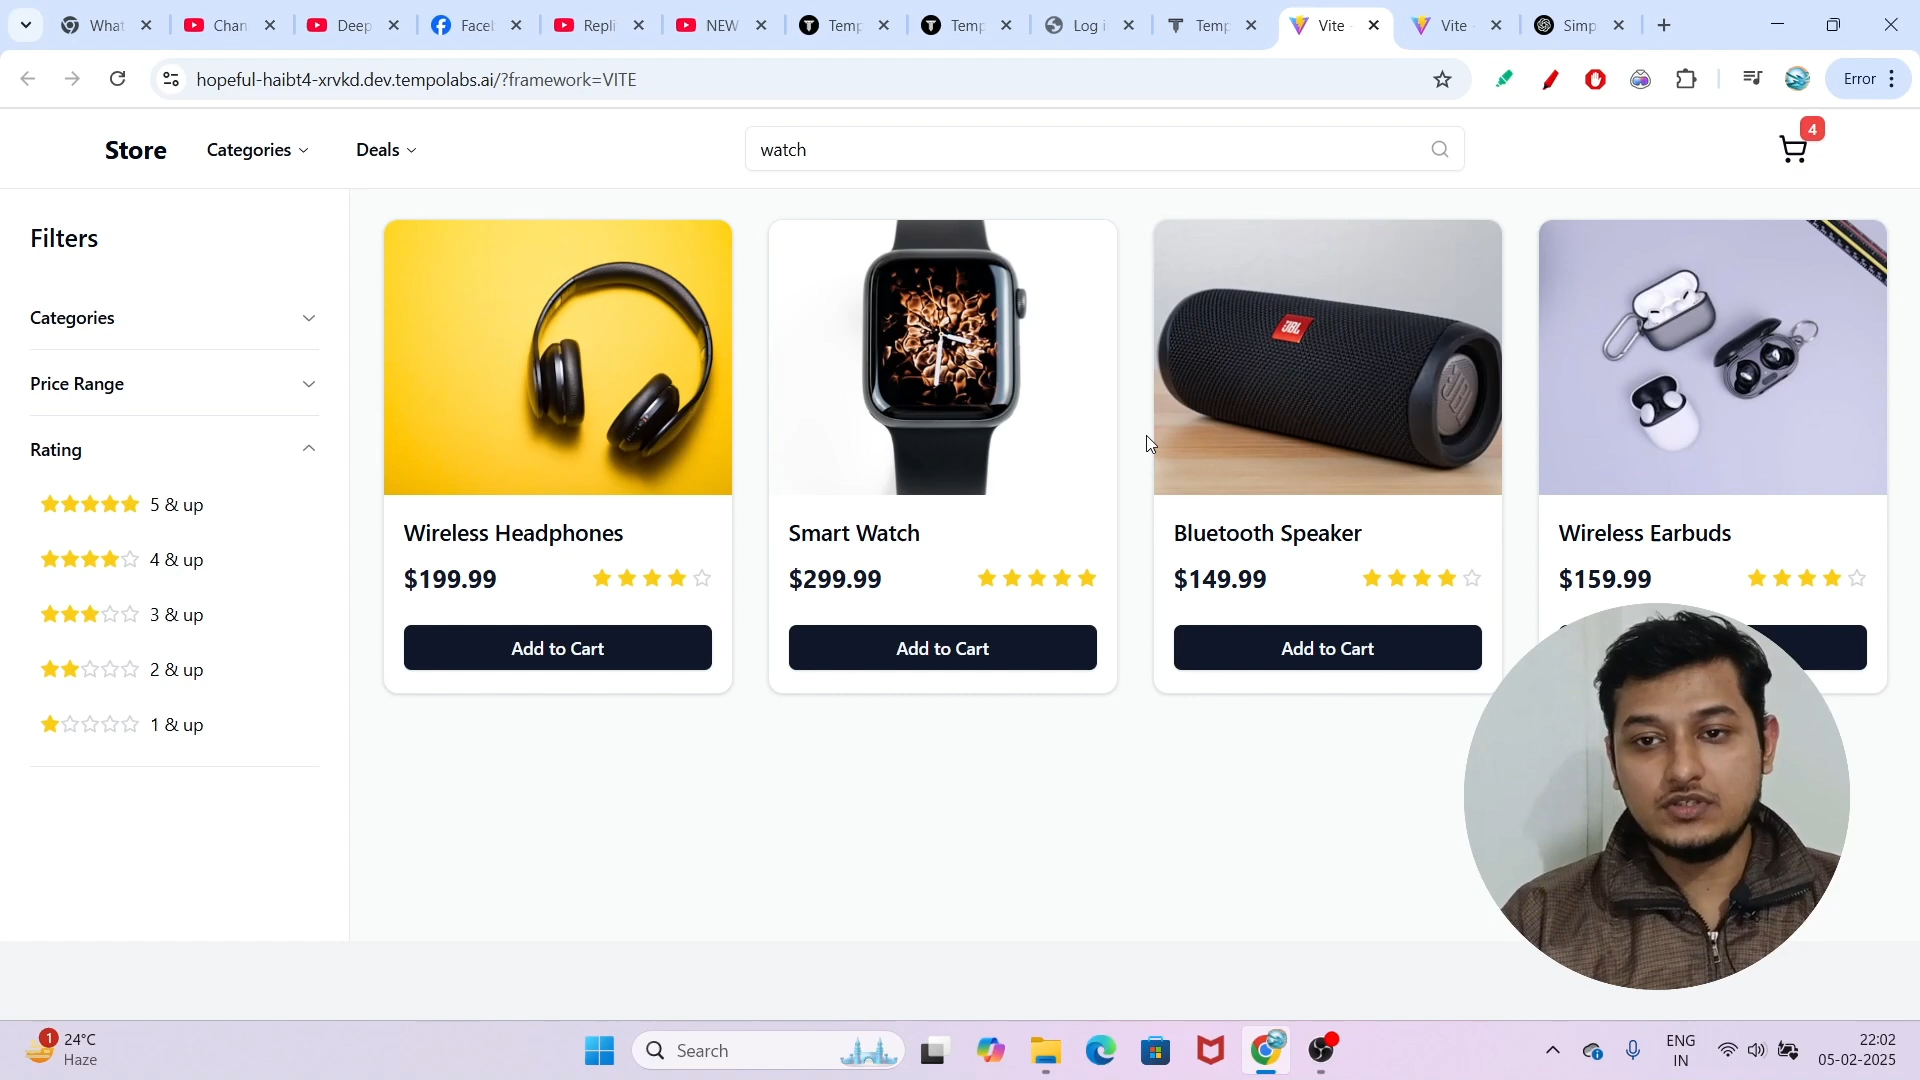 What
Chan
Deep
Facel
Repli
NEW
Temp
Temp
Log i
Temp
Vite
Vite
Simp
hopeful-haibt4-xrvkd.dev.tempolabs.ai/?framework=VITE
Error
Store
Categories
Deals
watch
4
Filters
Categories
Price Range
Rating
5 & up
4 & up
3 & up
2 & up
1 & up
JBL
Wireless Headphones
$199.99
Add to Cart
Smart Watch
$299.99
Add to Cart
Bluetooth Speaker
$149.99
Add to Cart
Wireless Earbuds
$159.99
1
24°C
Haze
Search
ENG
IN
22:02
05-02-2025